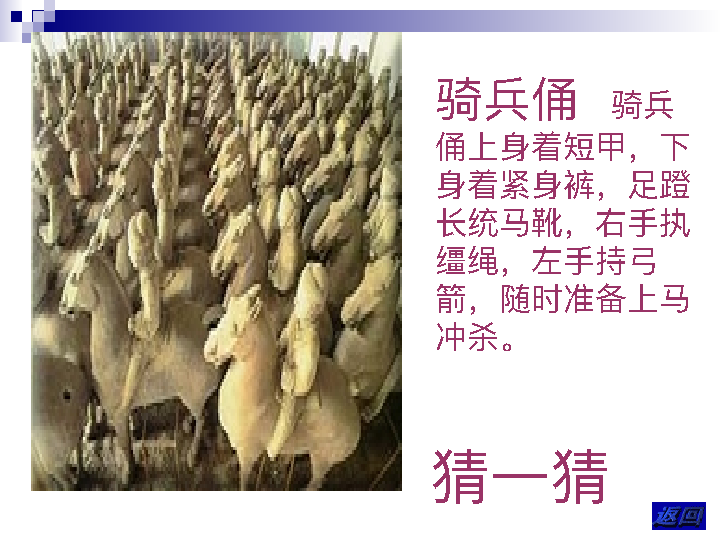 骑兵俑 骑兵
俑上身着短甲，下
身着紧身裤，足蹬
长统马靴，右手执
缰绳，左手持弓
箭，随时准备上马
冲杀。
猜一猜
返回